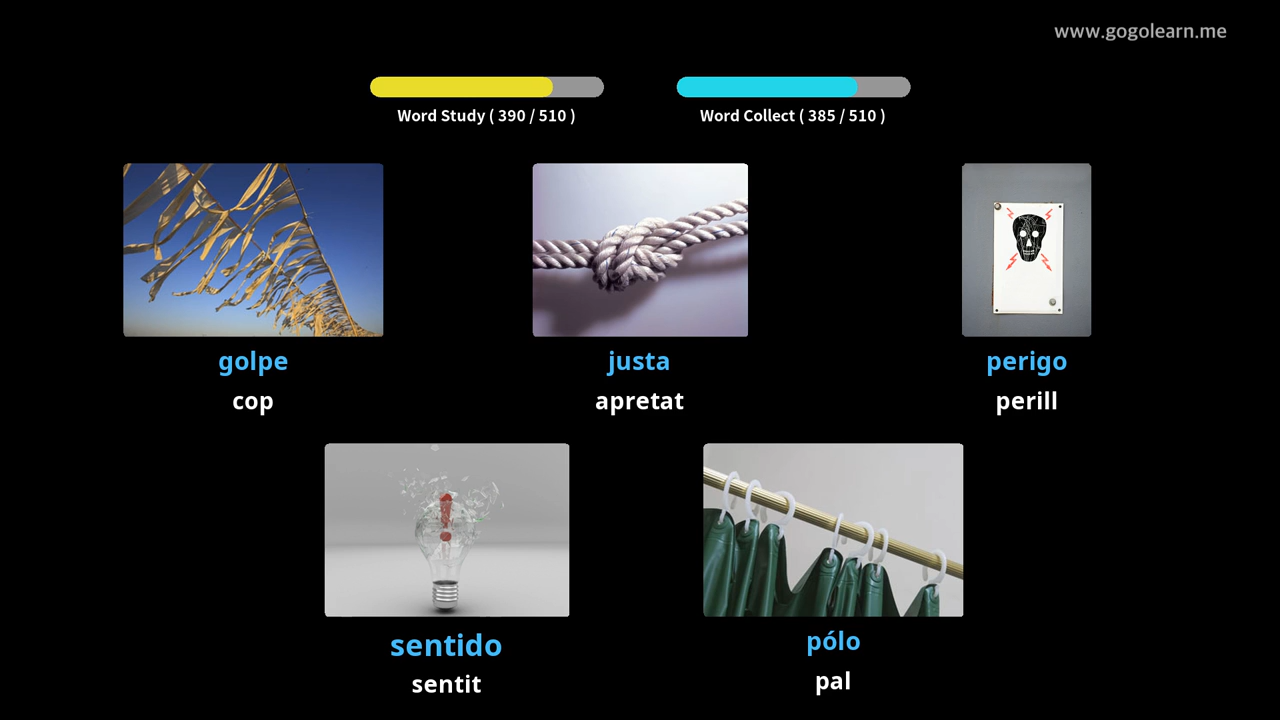 www.gogolearn.me
Word Study ( 390 / 510 )
Word Collect ( 385 / 510 )
golpe
cop
justa
apretat
perigo
perill
sentido
sentit
pólo
pal